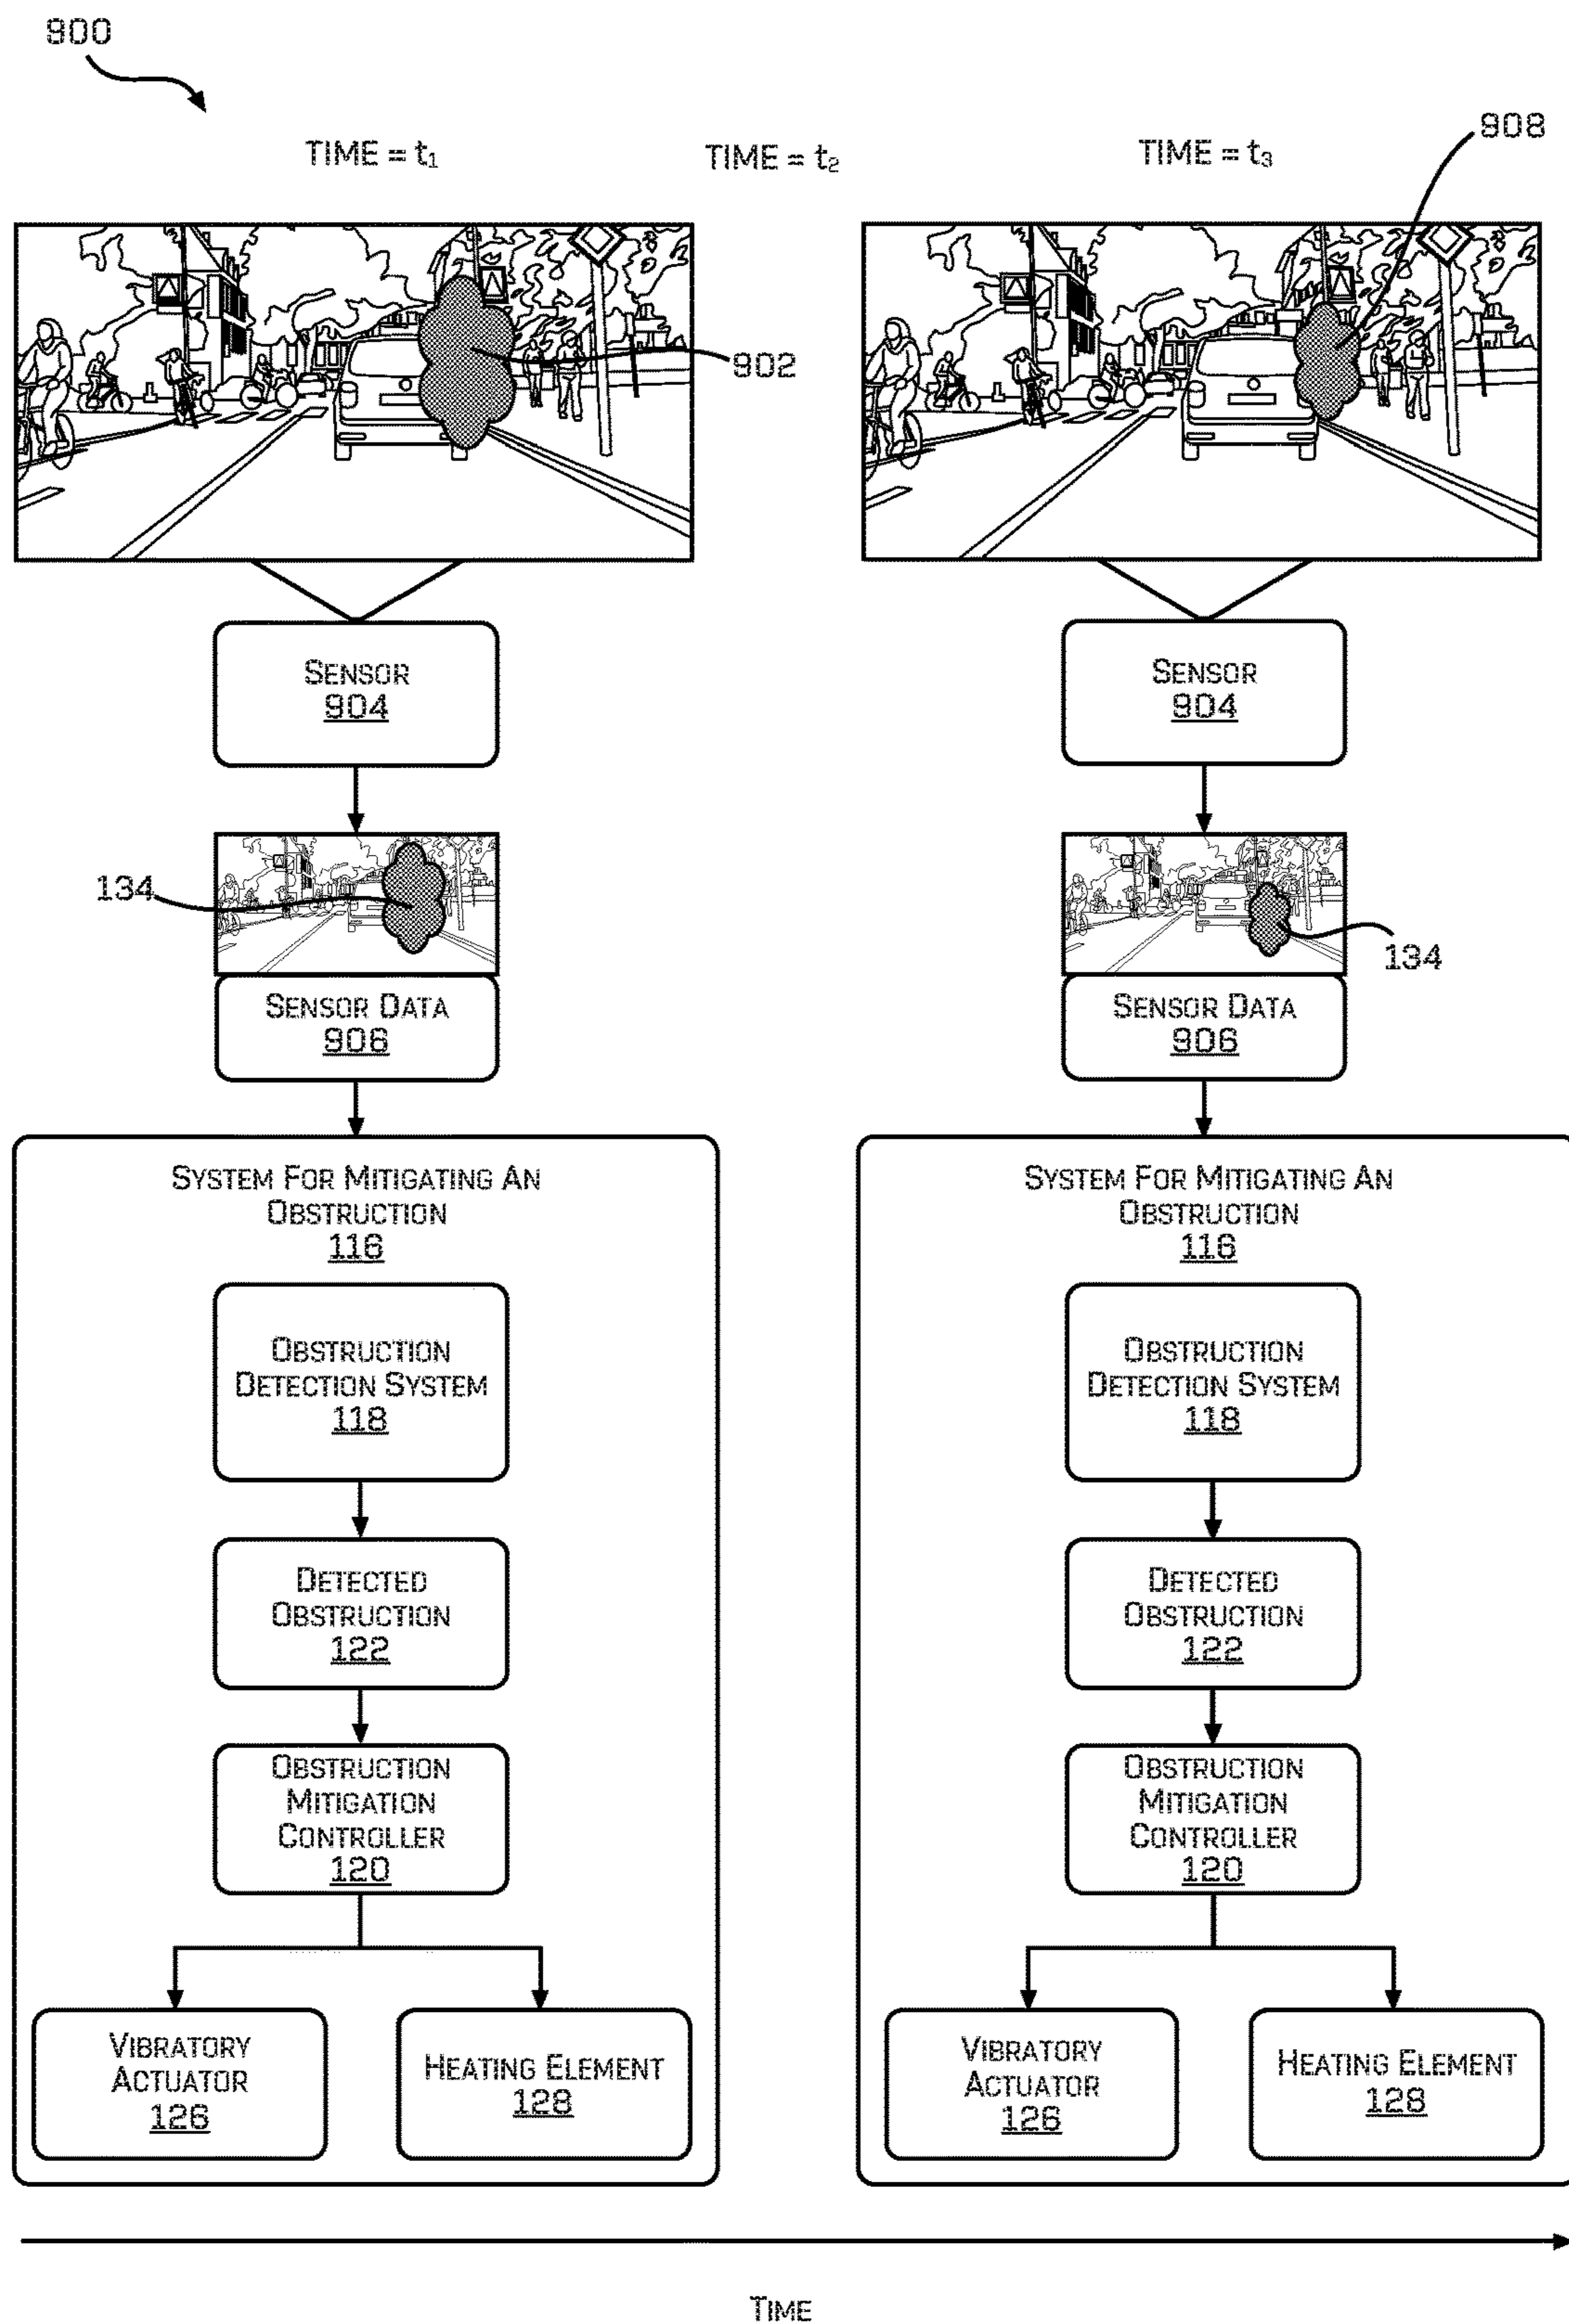 900
TIME = t1
TIME = t2
TIME = t3
908
902
SENSOR
904
SENSOR
904
134
134
SENSOR DATA
906
SENSOR DATA
906
SYSTEM FOR MITIGATING AN
OBSTRUCTION
116
SYSTEM FOR MITIGATING AN
OBSTRUCTION
116
OBSTRUCTION
DETECTION SYSTEM
118
OBSTRUCTION
DETECTION SYSTEM
118
DETECTED
OBSTRUCTION
122
DETECTED
OBSTRUCTION
122
OBSTRUCTION
MITIGATION
CONTROLLER
120
OBSTRUCTION
MITIGATION
CONTROLLER
120
VIBRATORY
ACTUATOR
126
HEATING ELEMENT
128
VIBRATORY
ACTUATOR
126
HEATING ELEMENT
128
TIME